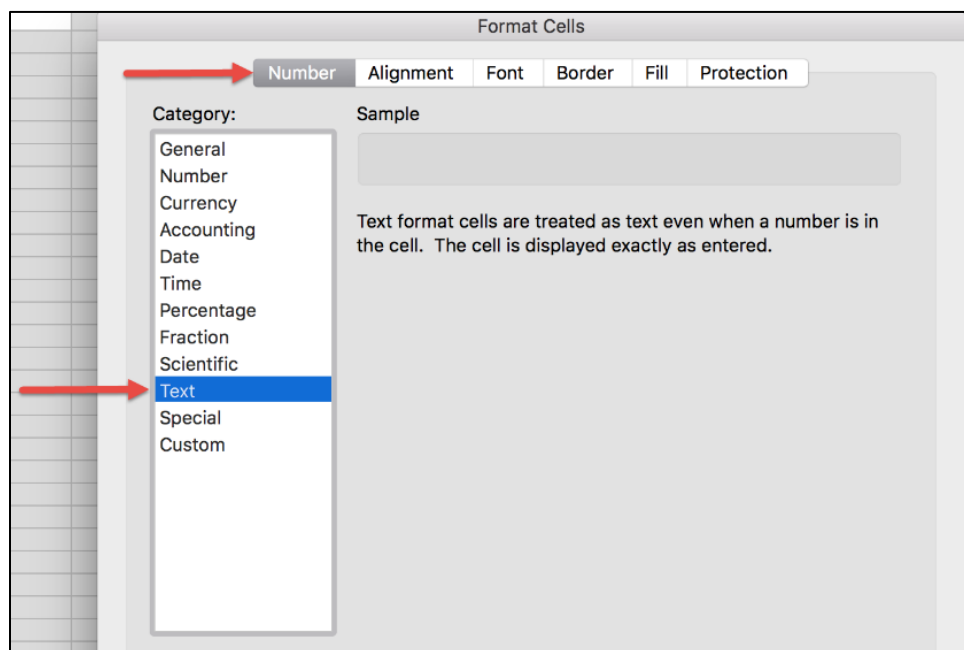 Format Cells
Number Alignment Font Border Fill Protection
Category:
General
Number
Currency
Accounting
Date
Time
Percentage
Fraction
Scientific
Text
Special
Custom
Sample
Text format cells are treated as text even when a number is in
the cell.  The cell is displayed exactly as entered.